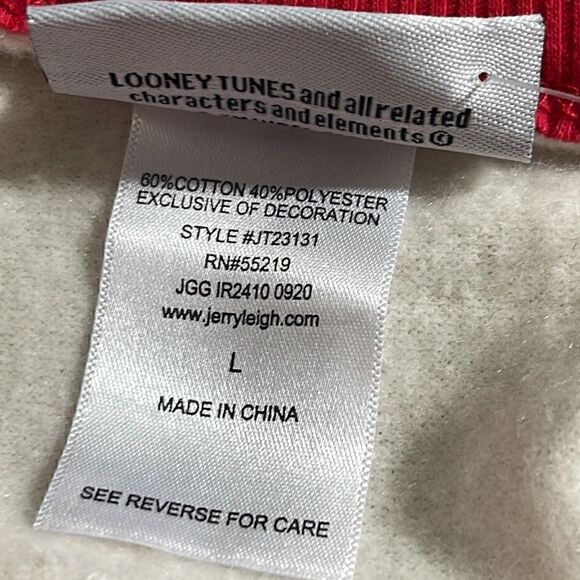 LOONEY TUNES and all related
characters and elements ©
60%COTTON 40%POLYESTER
EXCLUSIVE OF DECORATION
STYLE #JT23131
RN#55219
JGG IR2410 0920
www.jerryleigh.com
L
MADE IN CHINA
SEE REVERSE FOR CARE